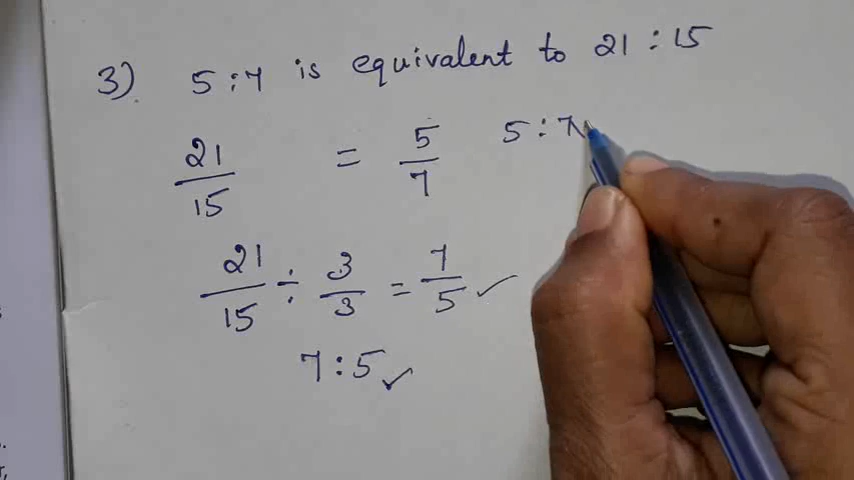 3) 5:7 is equivalent to 21:15
21/15 = 5/7 5:7
21/15 ÷ 3/3 = 7/5 ✓
7:5 ✓